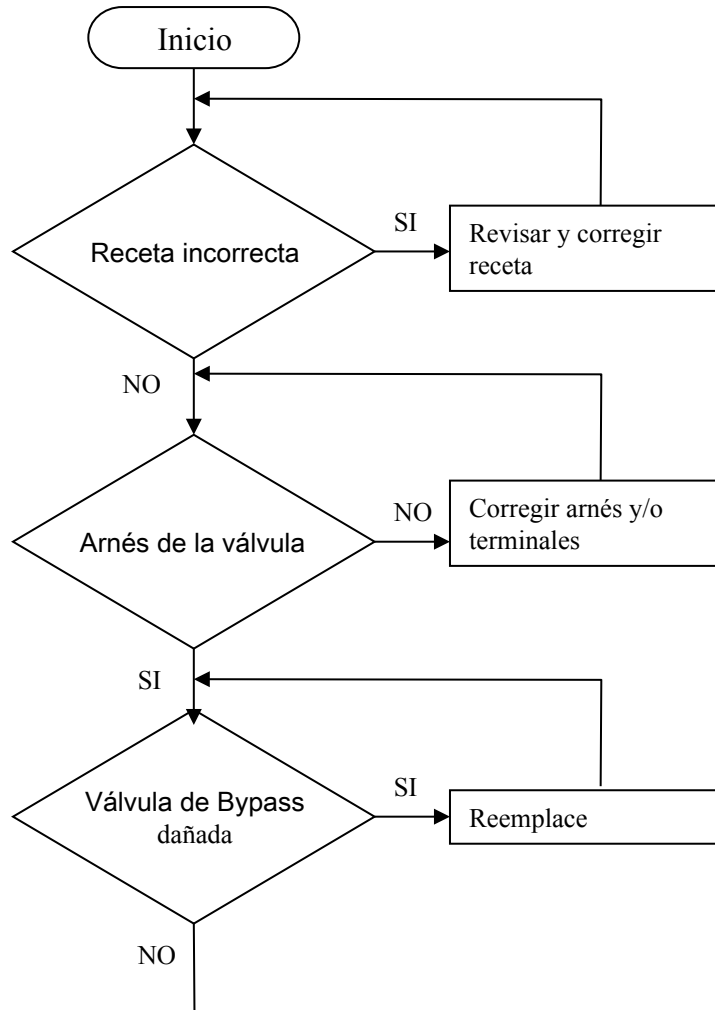 Inicio
Receta incorrecta
SI
Revisar y corregir
receta
NO
Arnés de la válvula
NO
Corregir arnés y/o
terminales
SI
Válvula de Bypass
dañada
SI
Reemplace
NO